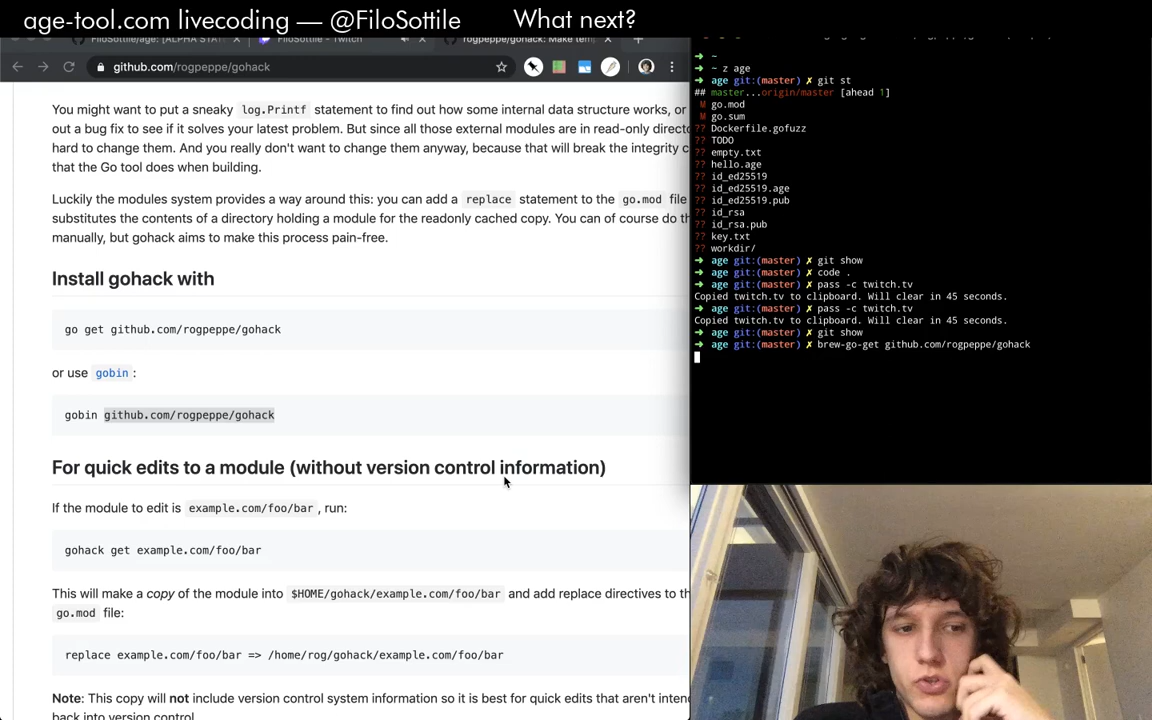 age-tool.com livecoding — @FiloSottile
What next?
FiloSottile/age: [ALPHA STA
FiloSottile - Twitch
rogpeppe/gohack: Make tem
github.com/rogpeppe/gohack
You might want to put a sneaky log.Printf statement to find out how some internal data structure works, or
out a bug fix to see if it solves your latest problem. But since all those external modules are in read-only directo
hard to change them. And you really don't want to change them anyway, because that will break the integrity c
that the Go tool does when building.
Luckily the modules system provides a way around this: you can add a replace statement to the go.mod file
substitutes the contents of a directory holding a module for the readonly cached copy. You can of course do th
manually, but gohack aims to make this process pain-free.
Install gohack with
go get github.com/rogpeppe/gohack
or use gobin :
gobin github.com/rogpeppe/gohack
For quick edits to a module (without version control information)
If the module to edit is example.com/foo/bar , run:
gohack get example.com/foo/bar
This will make a copy of the module into $HOME/gohack/example.com/foo/bar and add replace directives to th
go.mod file:
replace example.com/foo/bar => /home/rog/gohack/example.com/foo/bar
Note: This copy will not include version control system information so it is best for quick edits that aren't inten
back into version control.
➜ ~
➜ ~ z age
➜ age git:(master) ✗ git st
## master...origin/master [ahead 1]
M go.mod
M go.sum
?? Dockerfile.gofuzz
?? TODO
?? empty.txt
?? hello.age
?? id_ed25519
?? id_ed25519.age
?? id_ed25519.pub
?? id_rsa
?? id_rsa.pub
?? key.txt
?? workdir/
➜ age git:(master) ✗ git show
➜ age git:(master) ✗ code .
➜ age git:(master) ✗ pass -c twitch.tv
Copied twitch.tv to clipboard. Will clear in 45 seconds.
➜ age git:(master) ✗ pass -c twitch.tv
Copied twitch.tv to clipboard. Will clear in 45 seconds.
➜ age git:(master) ✗ git show
➜ age git:(master) ✗ brew-go-get github.com/rogpeppe/gohack